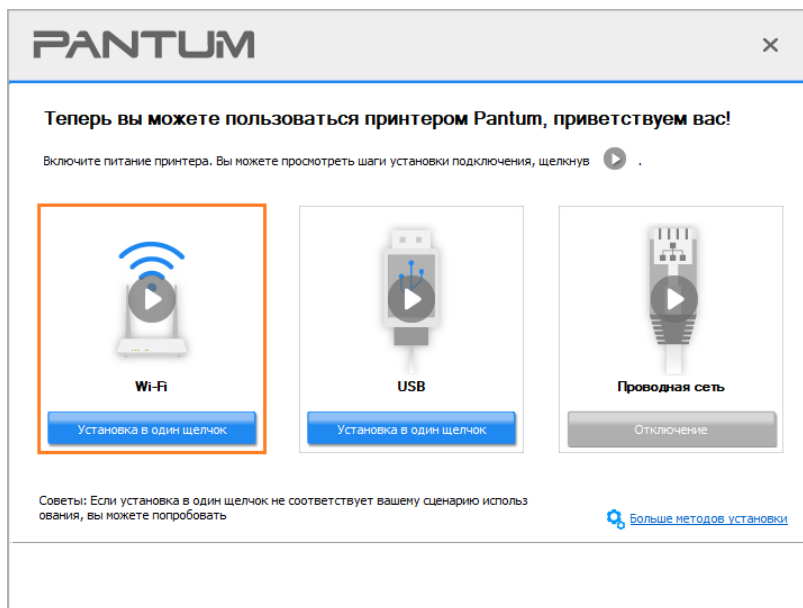 PANTUM
Теперь вы можете пользоваться принтером Pantum, приветствуем вас!
Включите питание принтера. Вы можете просмотреть шаги установки подключения, щелкнув .
Wi-Fi
Установка в один щелчок
USB
Установка в один щелчок
Проводная сеть
Отключение
Советы: Если установка в один щелчок не соответствует вашему сценарию использ
ования, вы можете попробовать
Больше методов установки